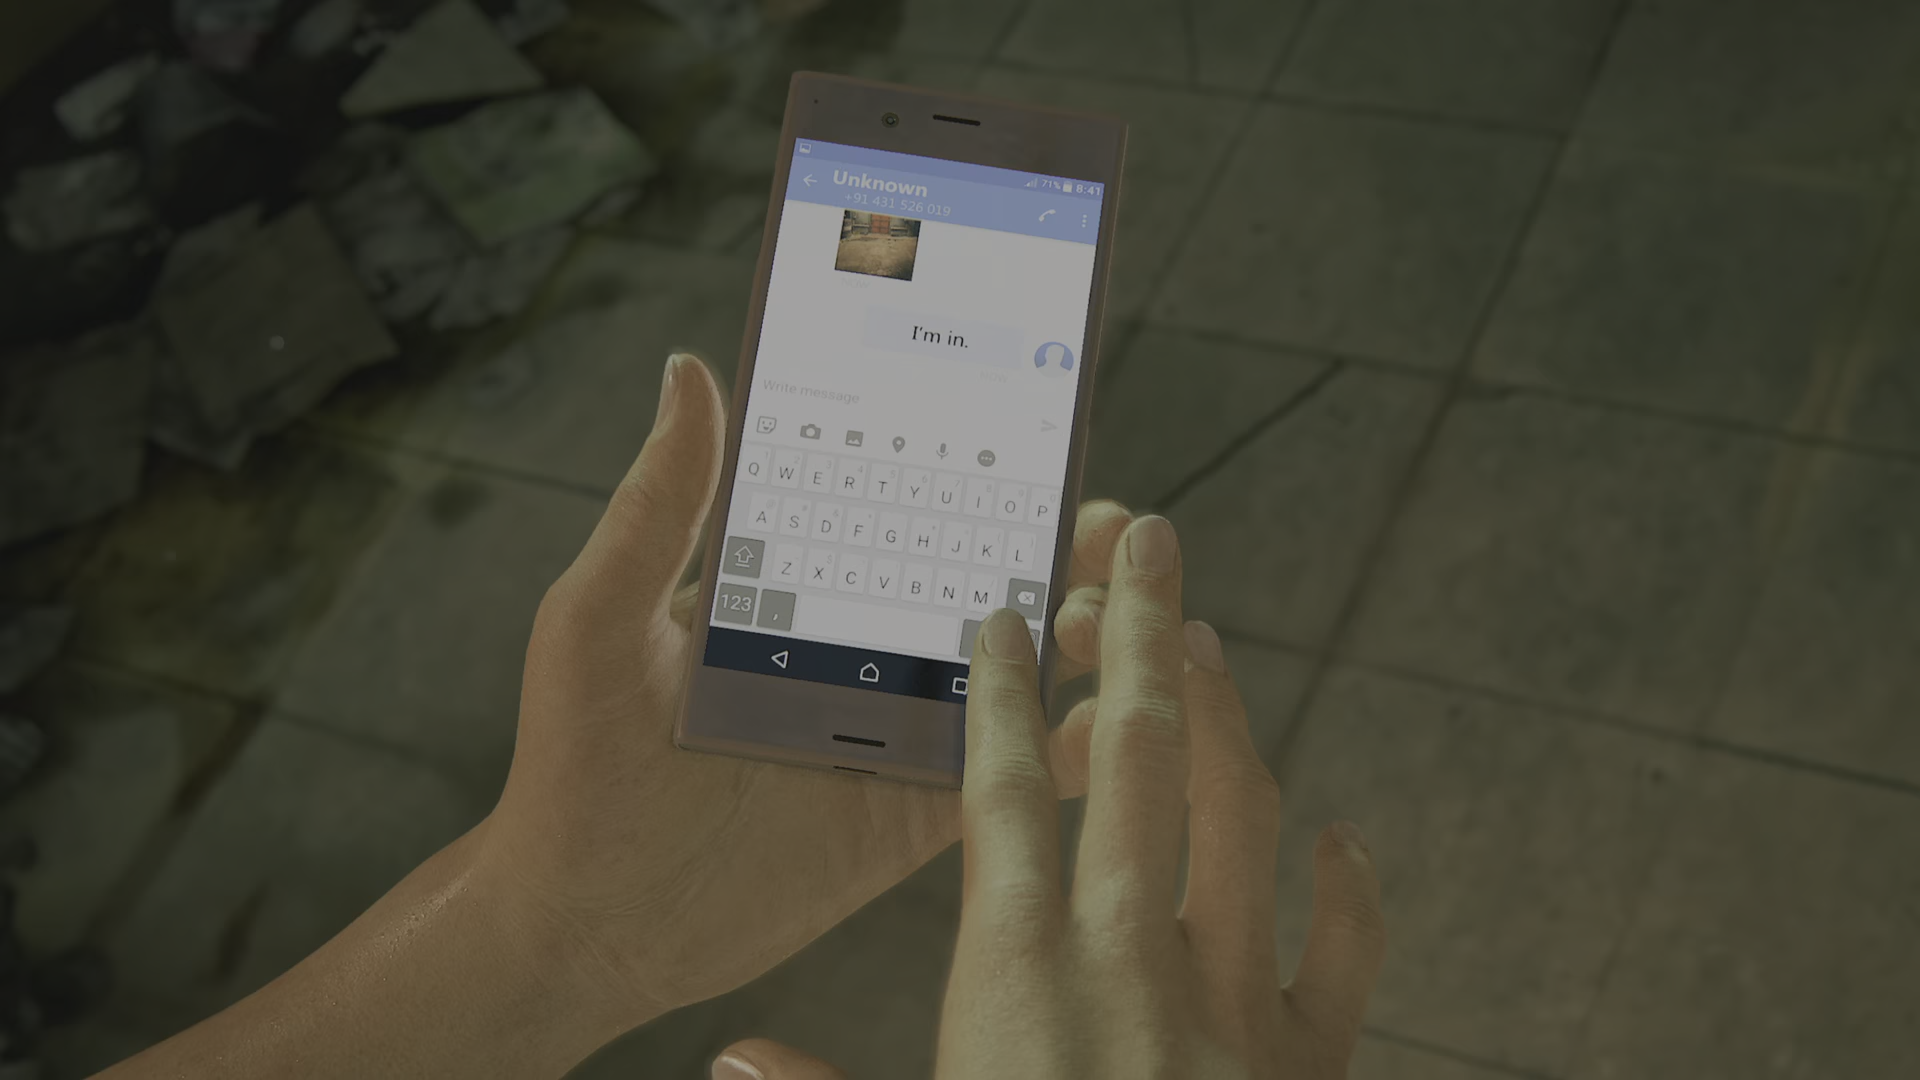 71% 8:41
Unknown
+91 431 526 019
I'm in.
Write message
Q W E R T Y U I O P
A S D F G H J K L
Z X C V B N M
123 ,